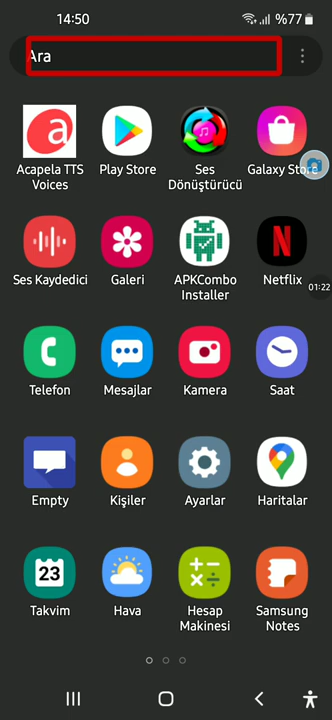 14:50
%77
Ara
Acapela TTS
Voices
Play Store
Ses
Dönüştürücü
Galaxy Store
Ses Kaydedici
Galeri
APKCombo
Installer
Netflix
01:22
Telefon
Mesajlar
Kamera
Saat
Empty
Kişiler
Ayarlar
Haritalar
23
Takvim
Hava
Hesap
Makinesi
Samsung
Notes